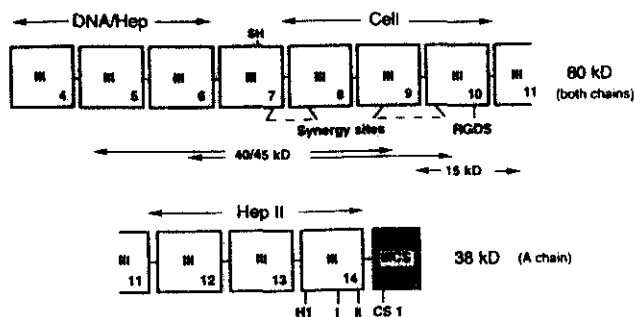 DNA/Hep Cell
SH
III III III III III III III III
4 5 6 7 8 9 10 11
80 kD
(both chains)
Synergy sites RGDS
40/45 kD
15 kD
Hep II
III III III III IIICS
11 12 13 14
38 kD (A chain)
H1 I II CS 1